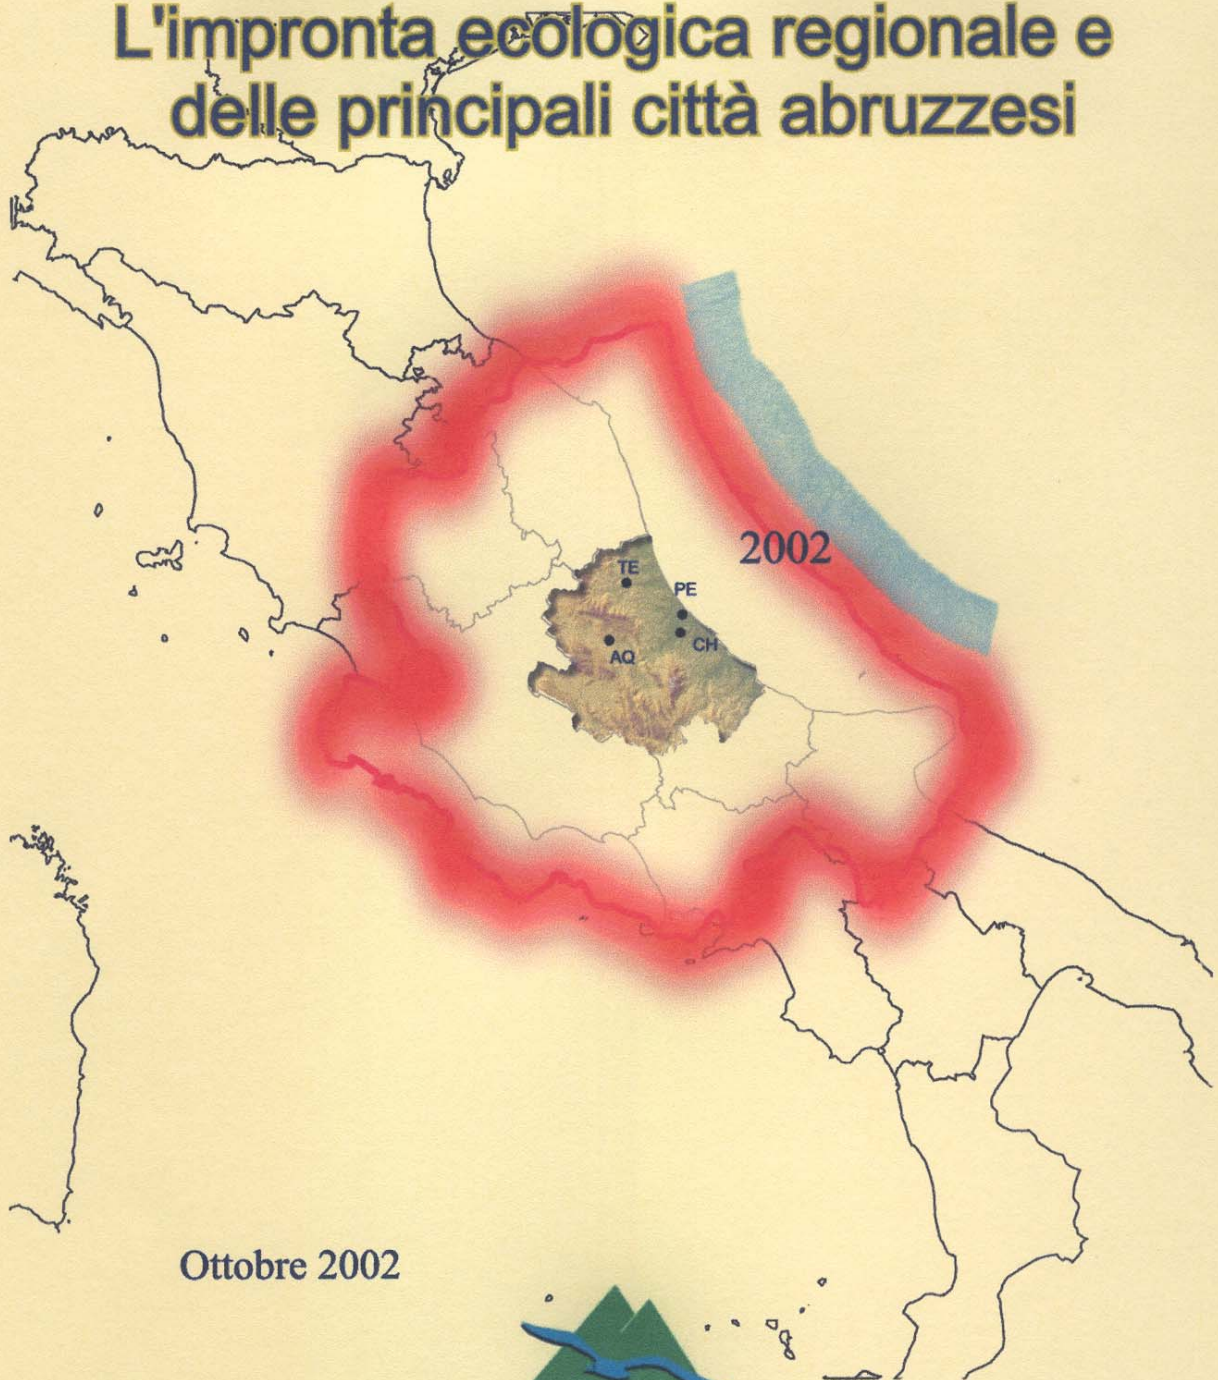 L'impronta ecologica regionale e
delle principali città abruzzesi
2002
TE
PE
CH
AQ
Ottobre 2002